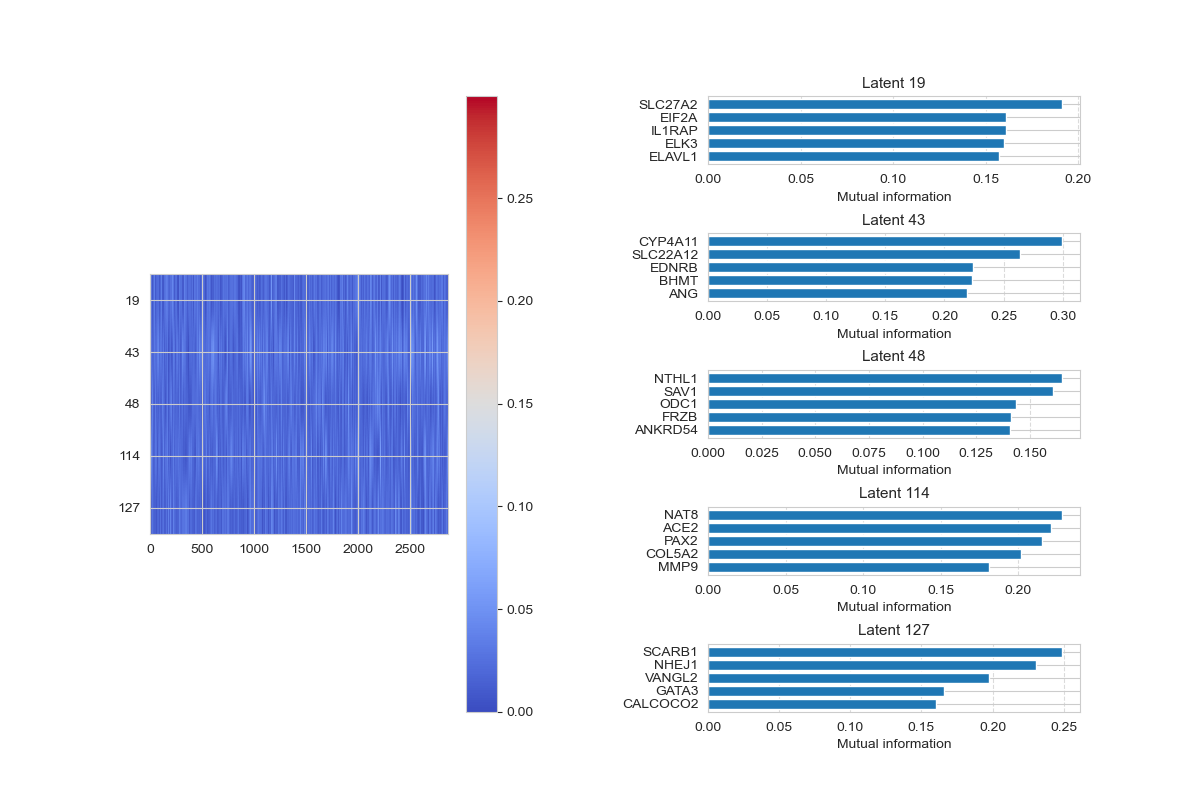 19
43
48
114
127
0 500 1000 1500 2000 2500
0.25
0.20
0.15
0.10
0.05
0.00
Latent 19
SLC27A2
EIF2A
IL1RAP
ELK3
ELAVL1
0.00 0.05 0.10 0.15 0.20
Mutual information
Latent 43
CYP4A11
SLC22A12
EDNRB
BHMT
ANG
0.00 0.05 0.10 0.15 0.20 0.25 0.30
Mutual information
Latent 48
NTHL1
SAV1
ODC1
FRZB
ANKRD54
0.000 0.025 0.050 0.075 0.100 0.125 0.150
Mutual information
Latent 114
NAT8
ACE2
PAX2
COL5A2
MMP9
0.00 0.05 0.10 0.15 0.20
Mutual information
Latent 127
SCARB1
NHEJ1
VANGL2
GATA3
CALCOCO2
0.00 0.05 0.10 0.15 0.20 0.25
Mutual information